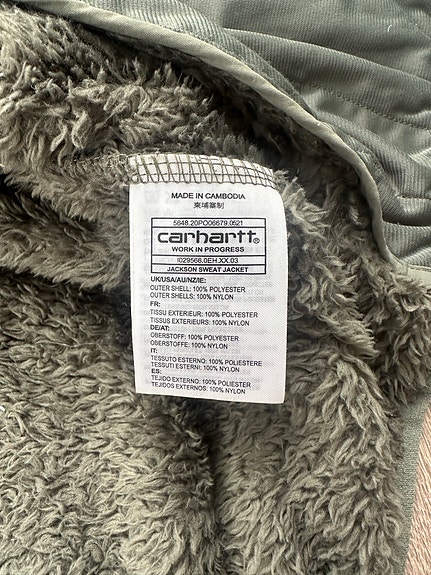 MADE IN CAMBODIA
柬埔寨制
5648.20PO06679.0521
carhartt®
WORK IN PROGRESS
I029566.0EH.XX.03
JACKSON SWEAT JACKET
UK/USA/AU/NZ/IE:
OUTER SHELL: 100% POLYESTER
OUTER SHELLS: 100% NYLON
FR:
TISSU EXTERIEUR: 100% POLYESTER
TISSUS EXTERIEURS: 100% NYLON
DE/AT:
OBERSTOFF: 100% POLYESTER
OBERSTOFFE: 100% NYLON
IT:
TESSUTO ESTERNO: 100% POLIESTERE
TESSUTI ESTERNI: 100% NYLON
ES:
TEJIDO EXTERNO: 100% POLIESTER
TEJIDOS EXTERNOS: 100% NYLON